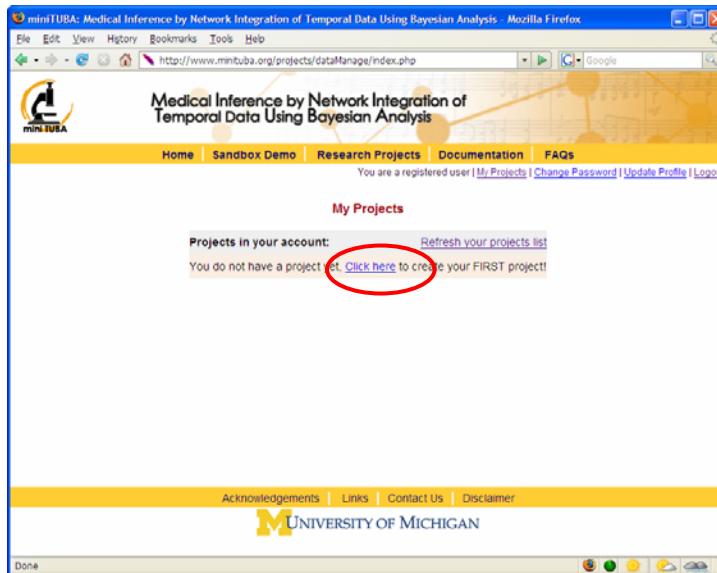 miniTUBA: Medical Inference by Network Integration of Temporal Data Using Bayesian Analysis - Mozilla Firefox
File Edit View History Bookmarks Tools Help
http://www.minituba.org/projects/dataManage/index.php
Google
mini TUBA
Medical Inference by Network Integration of
Temporal Data Using Bayesian Analysis
Home | Sandbox Demo | Research Projects | Documentation | FAQs
You are a registered user | My Projects | Change Password | Update Profile | Logo
My Projects
Projects in your account: Refresh your projects list
You do not have a project yet. Click here to create your FIRST project!
Acknowledgements | Links | Contact Us | Disclaimer
M UNIVERSITY OF MICHIGAN
Done